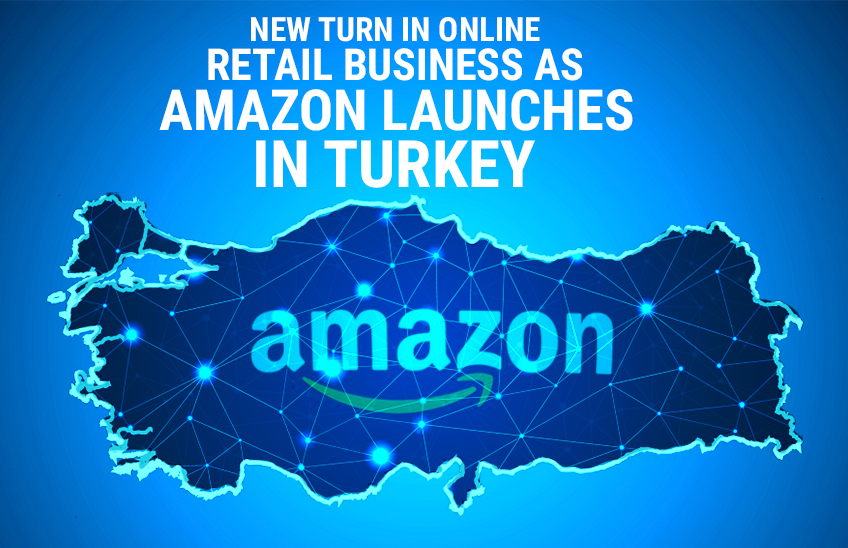 NEW TURN IN ONLINE
RETAIL BUSINESS AS
AMAZON LAUNCHES
IN TURKEY
amazon